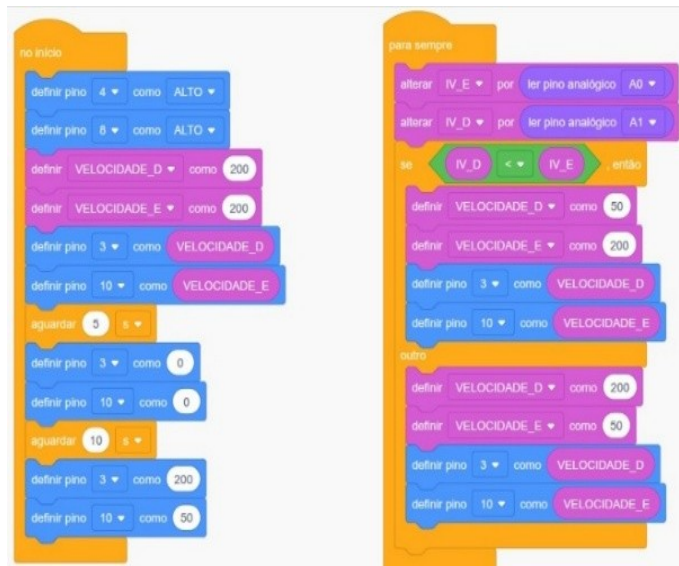 no início
definir pino 4 como ALTO
definir pino 8 como ALTO
definir VELOCIDADE_D como 200
definir VELOCIDADE_E como 200
definir pino 3 como VELOCIDADE_D
definir pino 10 como VELOCIDADE_E
aguardar 5 s
definir pino 3 como 0
definir pino 10 como 0
aguardar 10 s
definir pino 3 como 200
definir pino 10 como 50
para sempre
alterar IV_E por ler pino analógico A0
alterar IV_D por ler pino analógico A1
se IV_D < IV_E , então
definir VELOCIDADE_D como 50
definir VELOCIDADE_E como 200
definir pino 3 como VELOCIDADE_D
definir pino 10 como VELOCIDADE_E
outro
definir VELOCIDADE_D como 200
definir VELOCIDADE_E como 50
definir pino 3 como VELOCIDADE_D
definir pino 10 como VELOCIDADE_E